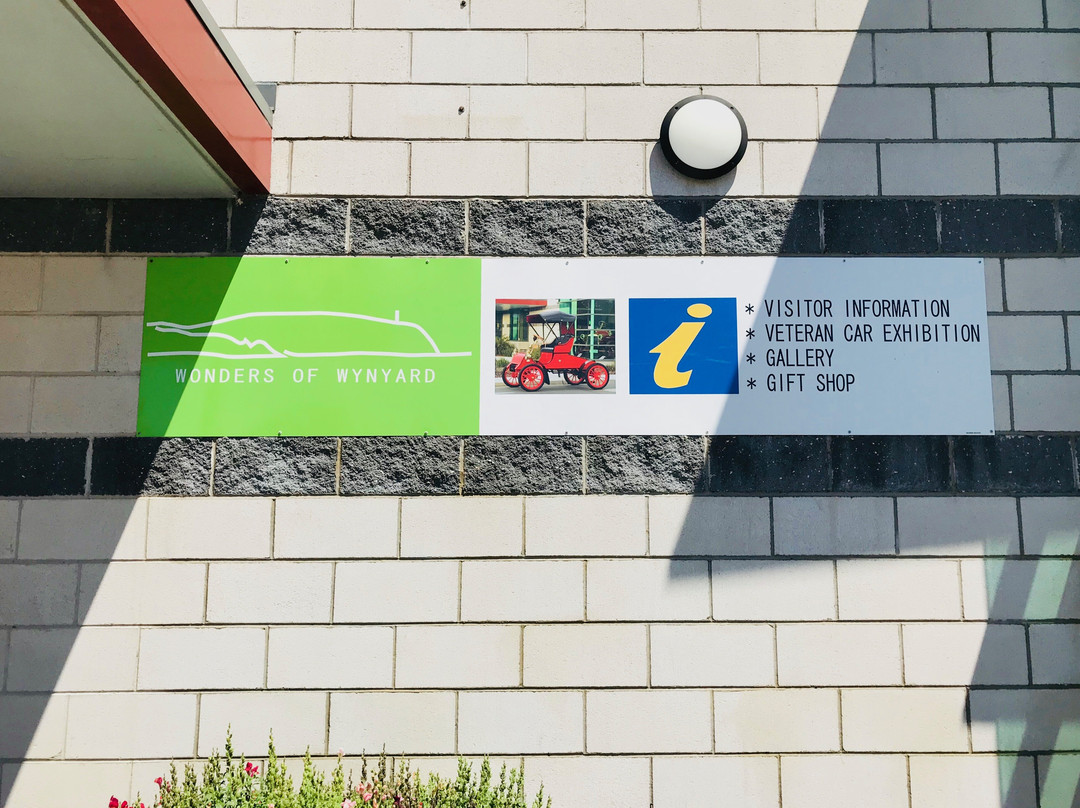 WONDERS OF WYNYARD
i
* VISITOR INFORMATION
* VETERAN CAR EXHIBITION
* GALLERY
* GIFT SHOP